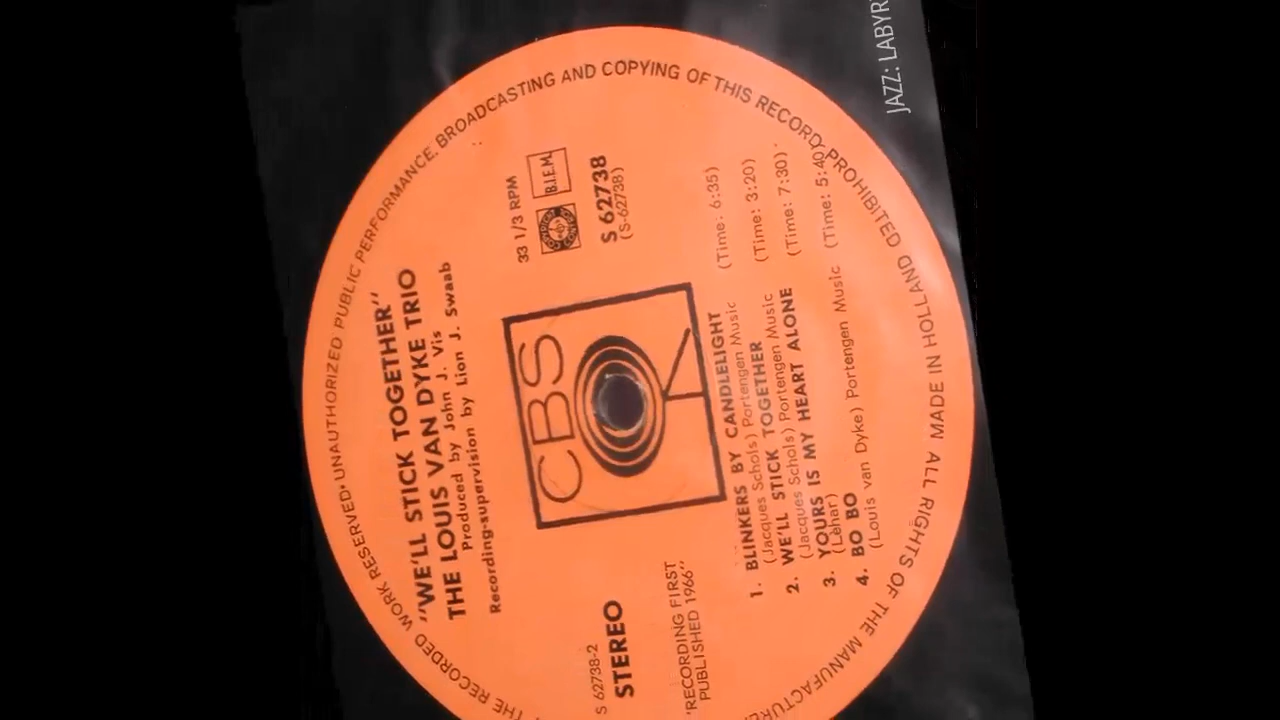 "WE'LL STICK TOGETHER"
THE LOUIS VAN DYKE TRIO
Produced by John J. Vis
Recording-supervision by Lion J. Swaab
33 1/3 RPM
B.I.E.M.
S 62738
(S-62738)
CBS
S 62738-2
STEREO
"RECORDING FIRST
PUBLISHED 1966"
1. BLINKERS BY CANDLELIGHT (Time: 6:35)
(Jacques Schols) Portengen Music
2. WE'LL STICK TOGETHER (Time: 3:20)
(Jacques Schols) Portengen Music
3. YOURS IS MY HEART ALONE (Time: 7:30)
(Lehar)
4. BO BO (Time: 5:40)
(Louis van Dyke) Portengen Music
ALL RIGHTS OF THE MANUFACTURE THE RECORDED WORK RESERVED• UNAUTHORIZED PUBLIC PERFORMANCE, BROADCASTING AND COPYING OF THIS RECORD PROHIBITED
MADE IN HOLLAND
JAZZ: